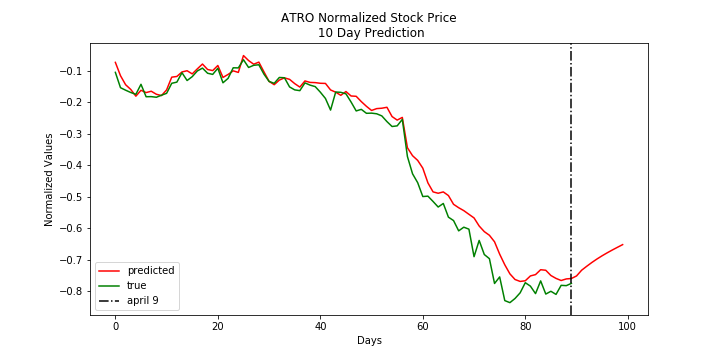 ATRO Normalized Stock Price
10 Day Prediction
Normalized Values
−0.1
−0.2
−0.3
−0.4
−0.5
−0.6
−0.7
−0.8
predicted
true
april 9
0
20
40
60
80
100
Days